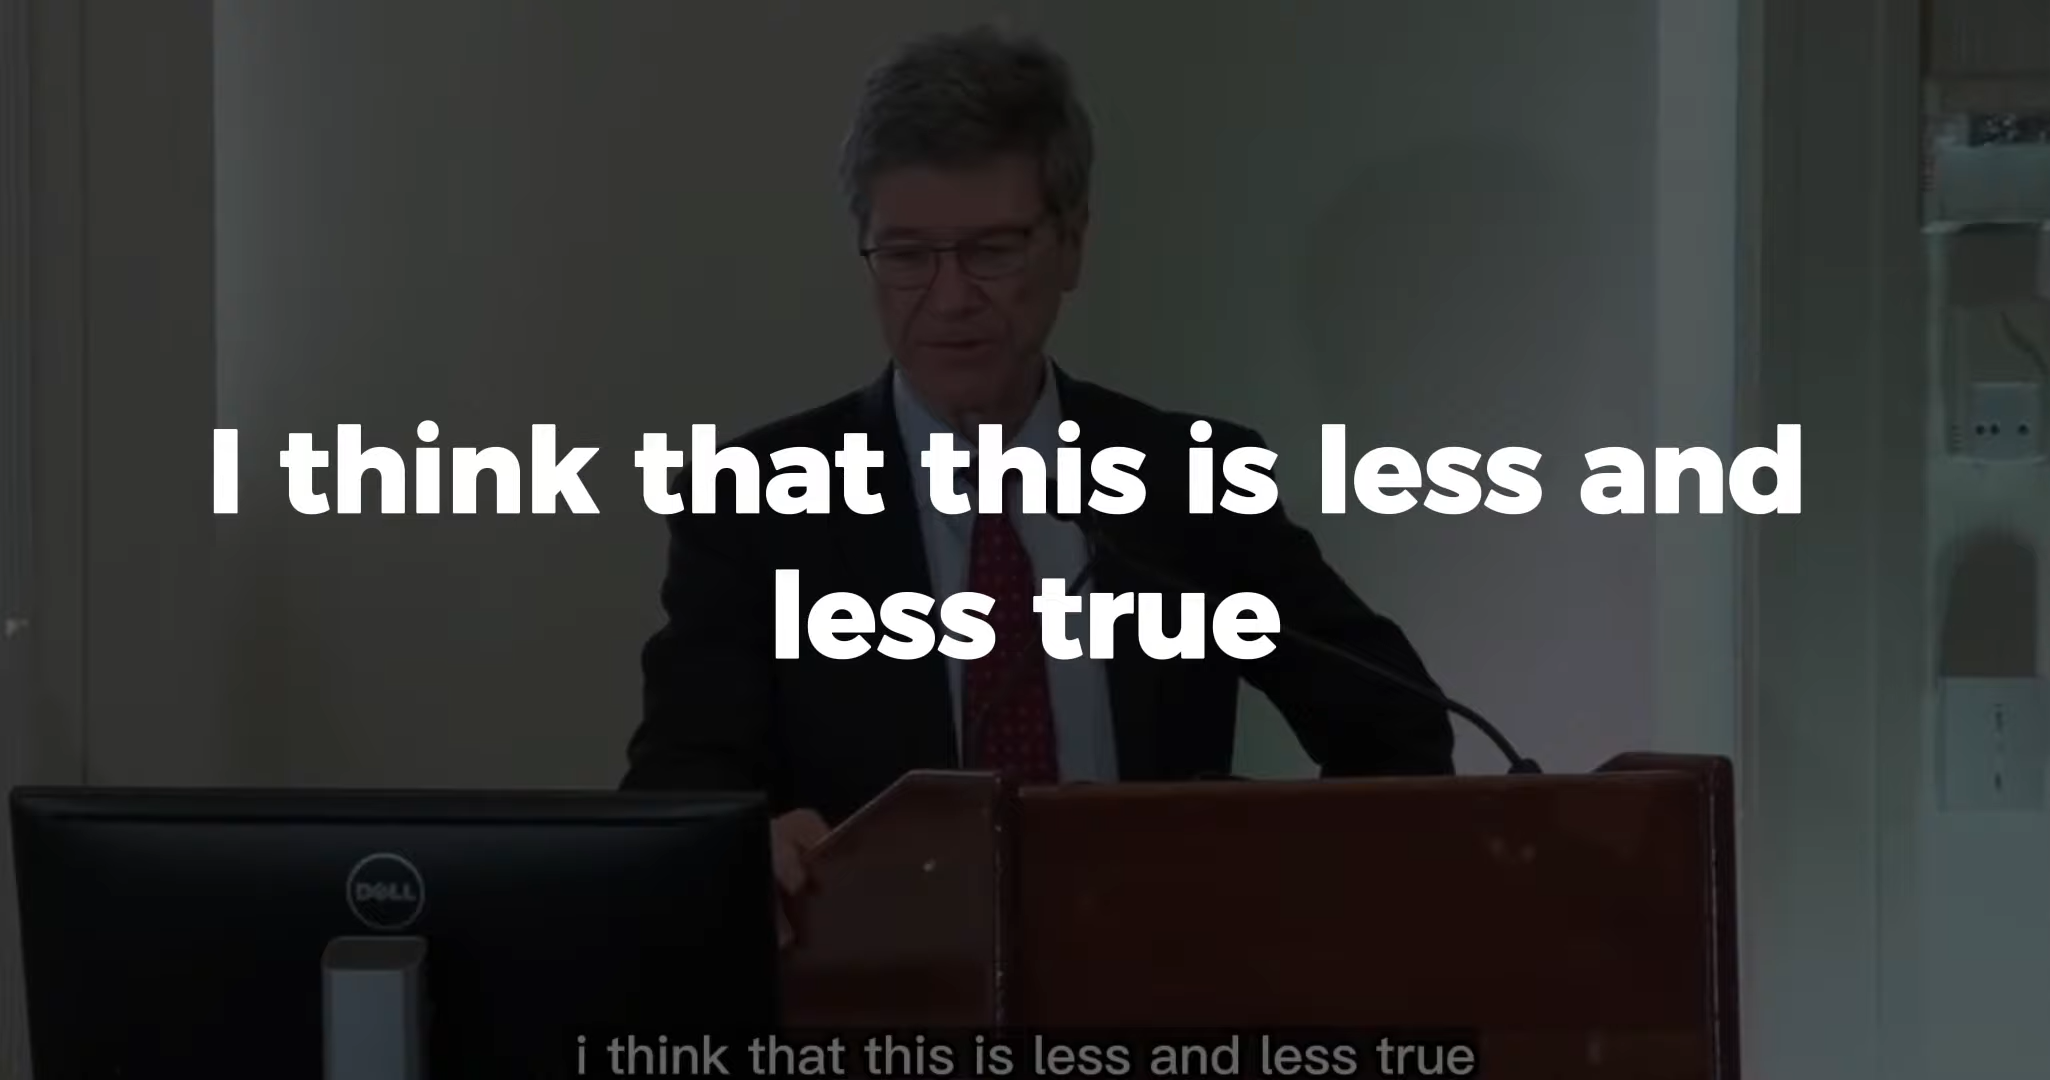 I think that this is less and
less true
DELL
i think that this is less and less true